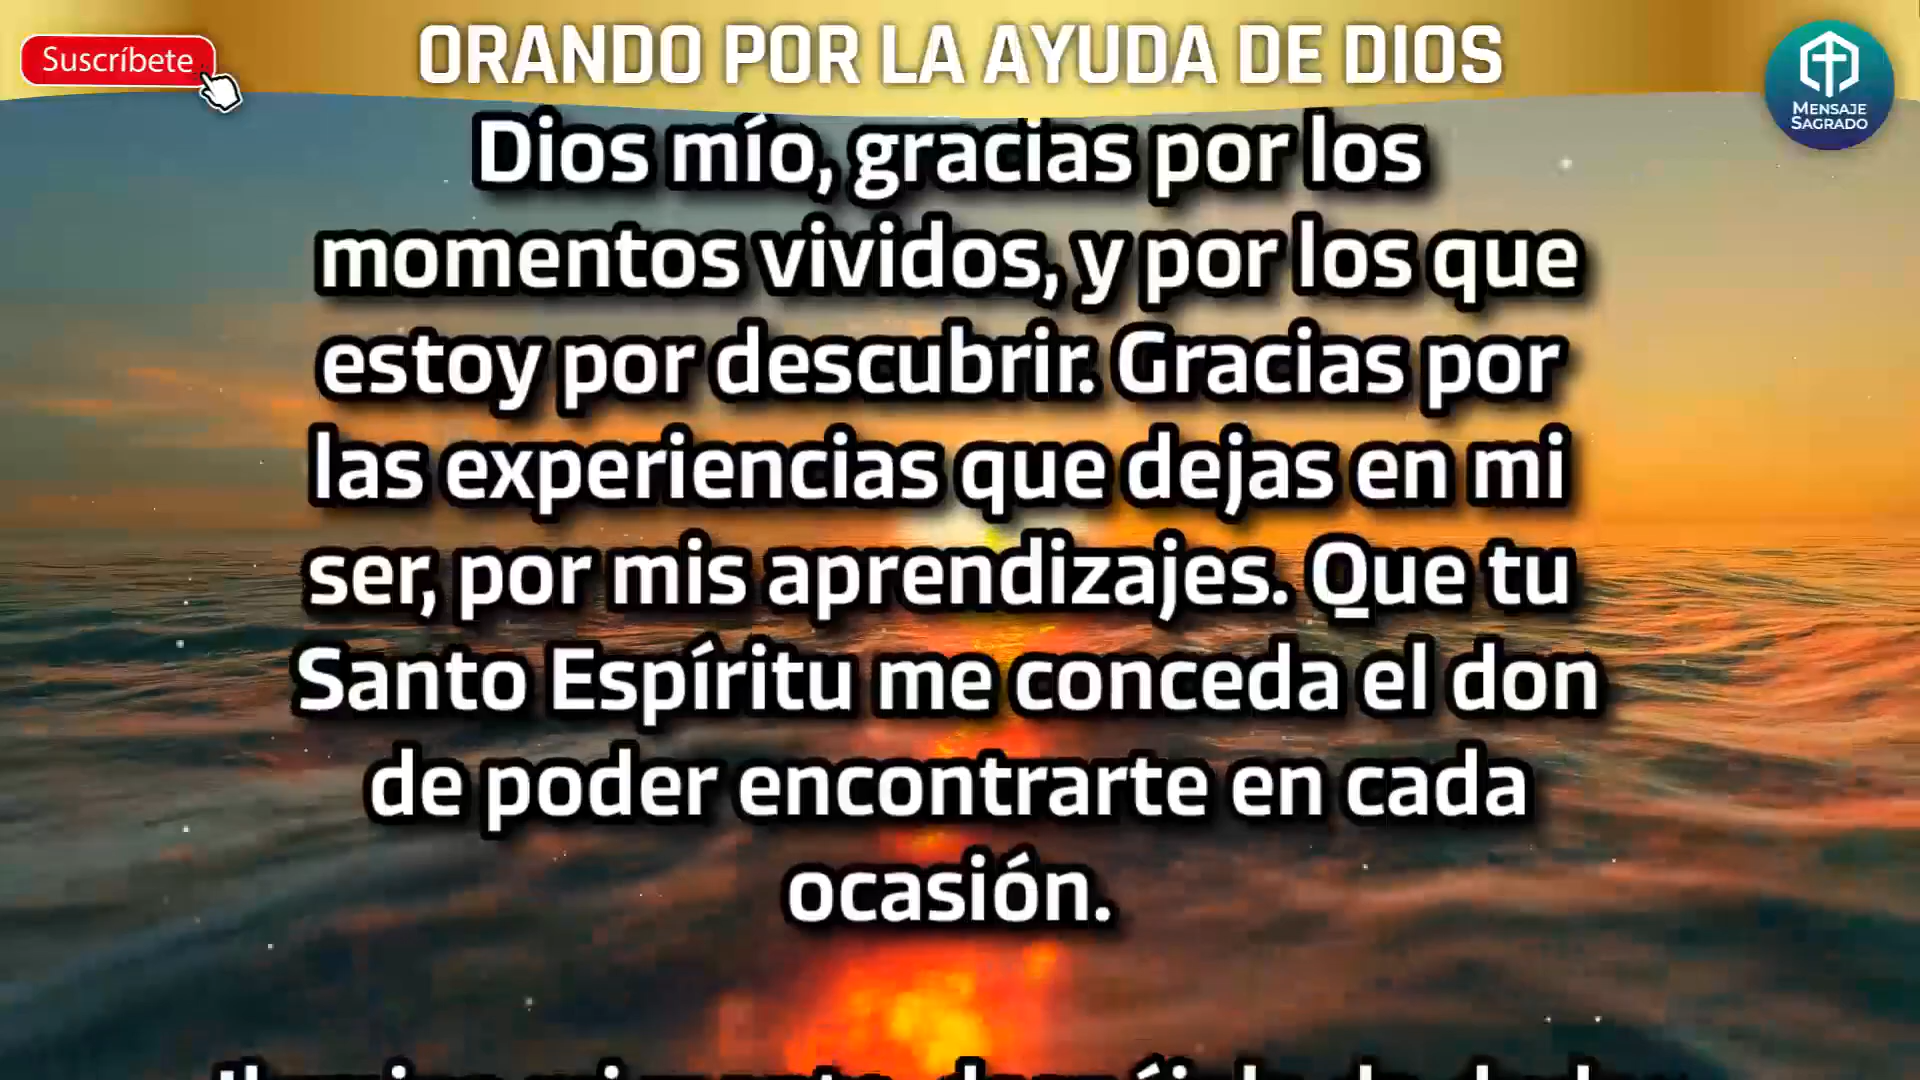 Suscríbete
ORANDO POR LA AYUDA DE DIOS
MENSAJE
SAGRADO
Dios mío, gracias por los
momentos vividos, y por los que
estoy por descubrir. Gracias por
las experiencias que dejas en mi
ser, por mis aprendizajes. Que tu
Santo Espíritu me conceda el don
de poder encontrarte en cada
ocasión.